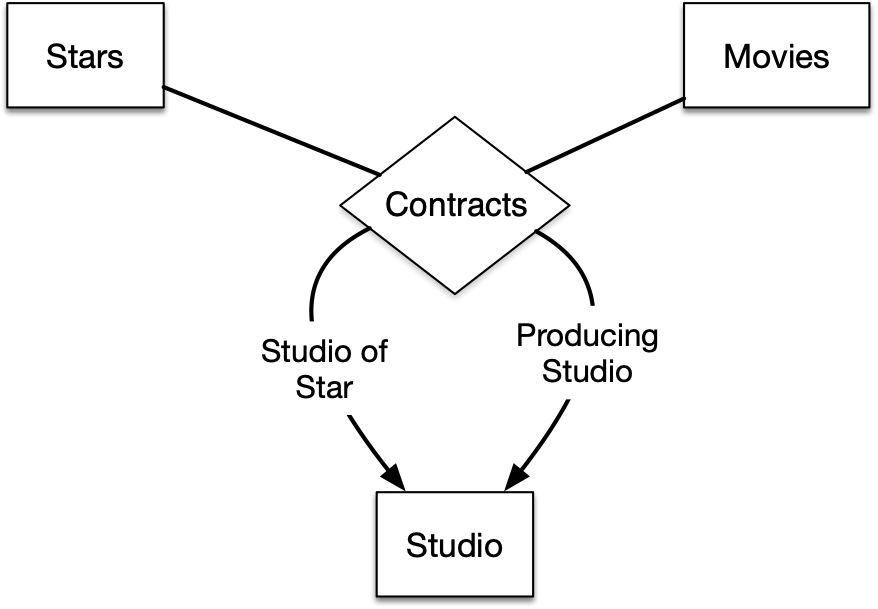 Stars
Movies
Contracts
Studio of
Star
Producing
Studio
Studio